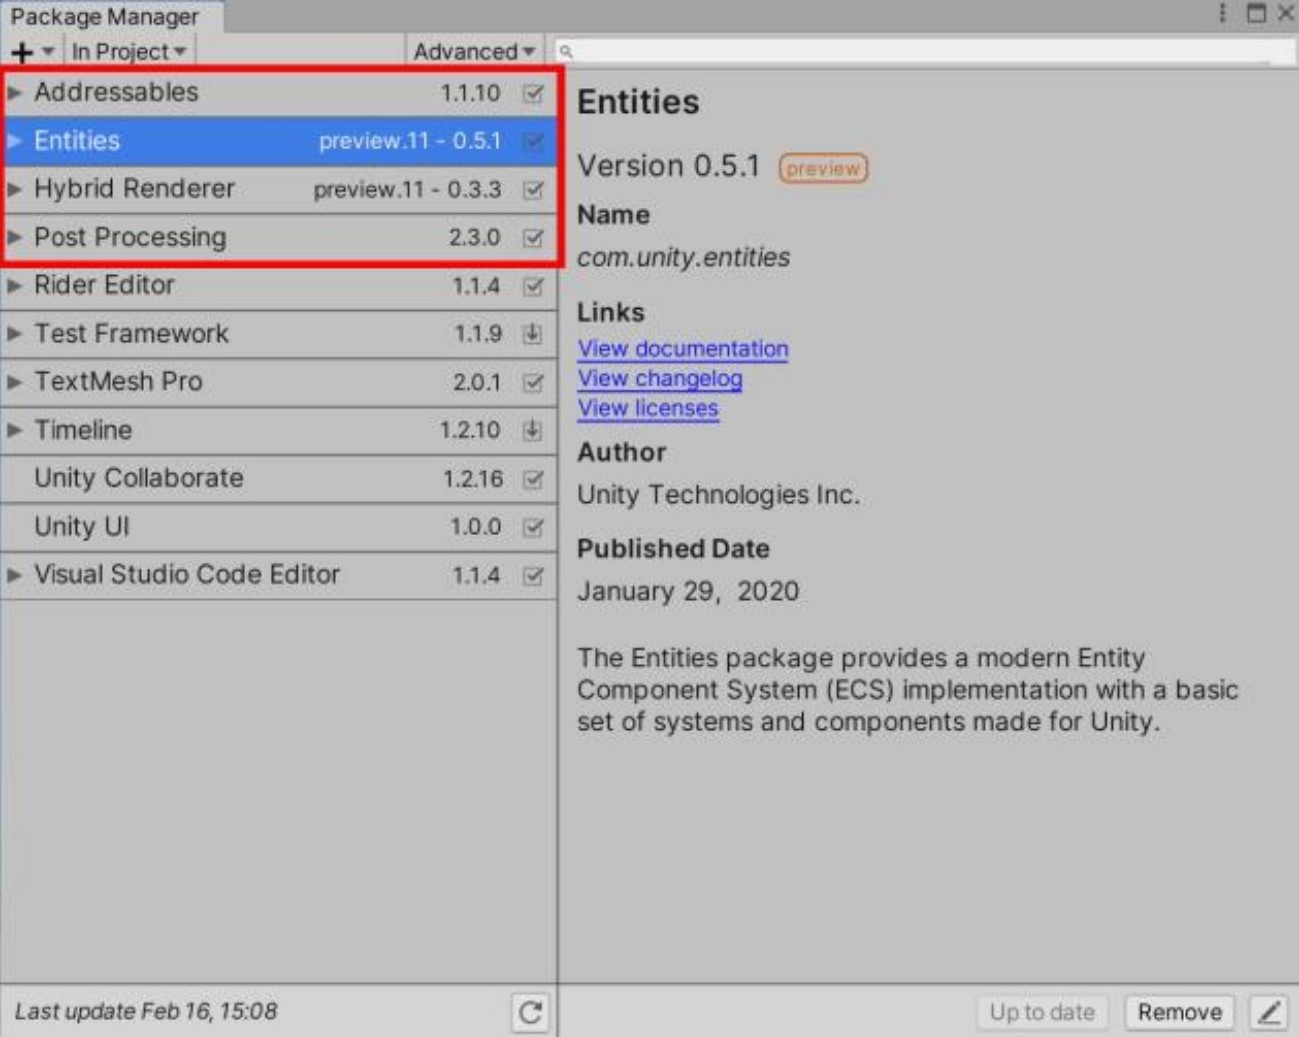 Package Manager
+ In Project Advanced
Addressables 1.1.10
Entities preview.11 - 0.5.1
Hybrid Renderer preview.11 - 0.3.3
Post Processing 2.3.0
Rider Editor 1.1.4
Test Framework 1.1.9
TextMesh Pro 2.0.1
Timeline 1.2.10
Unity Collaborate 1.2.16
Unity UI 1.0.0
Visual Studio Code Editor 1.1.4
Last update Feb 16, 15:08
Entities
Version 0.5.1 preview
Name
com.unity.entities
Links
View documentation
View changelog
View licenses
Author
Unity Technologies Inc.
Published Date
January 29, 2020
The Entities package provides a modern Entity
Component System (ECS) implementation with a basic
set of systems and components made for Unity.
Up to date Remove